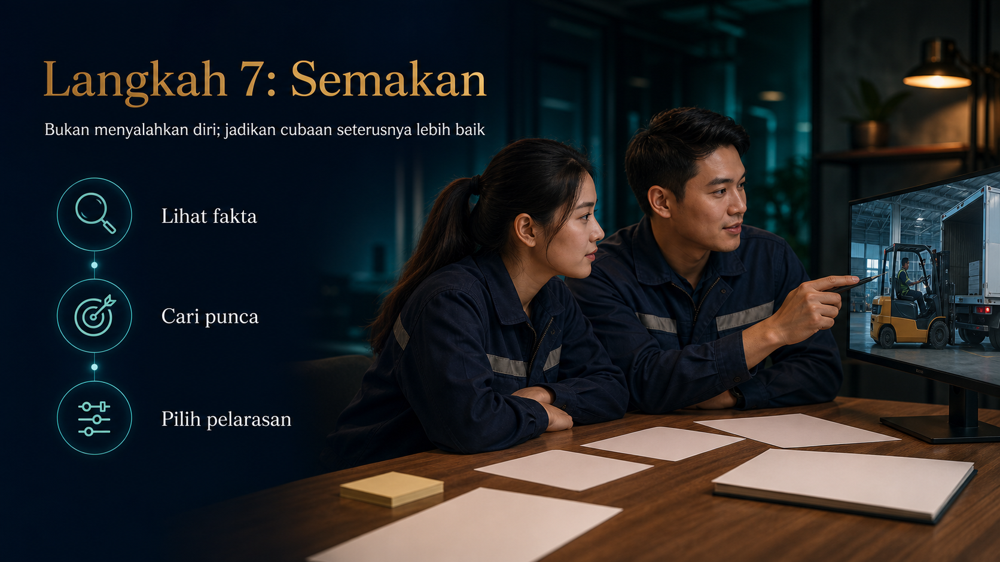 Langkah 7: Semakan
Bukan menyalahkan diri; jadikan cubaan seterusnya lebih baik
Lihat fakta
Cari punca
Pilih pelarasan